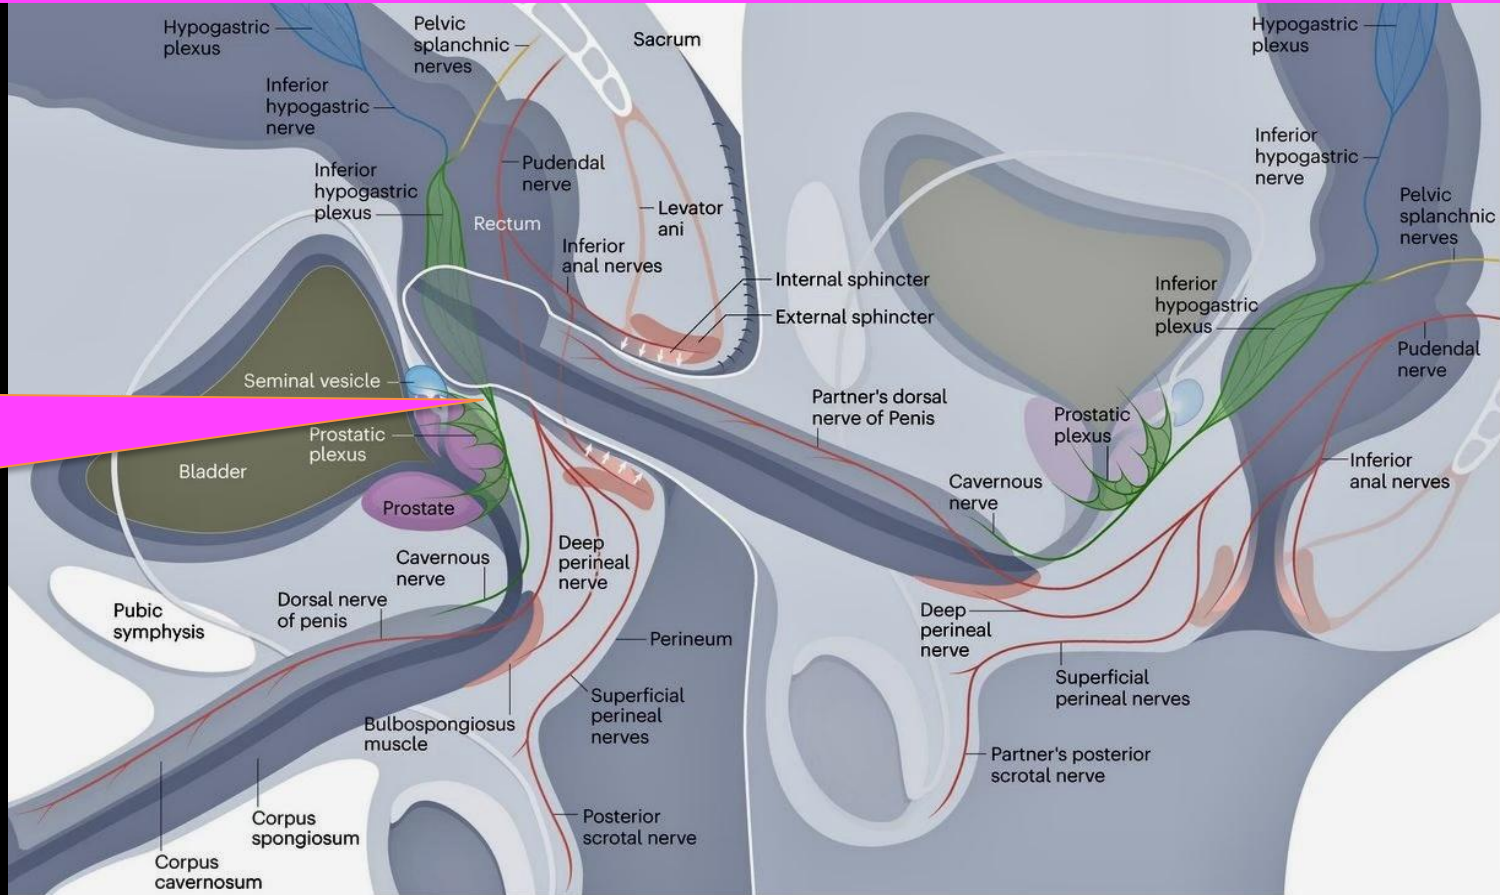 Hypogastric
plexus
Pelvic
splanchnic
nerves
Sacrum
Inferior
hypogastric
nerve
Pudendal
nerve
Inferior
hypogastric
plexus
Rectum
Levator
ani
Inferior
anal nerves
Internal sphincter
External sphincter
Seminal vesicle
Prostatic
plexus
Bladder
Prostate
Cavernous
nerve
Deep
perineal
nerve
Dorsal nerve
of penis
Pubic
symphysis
Perineum
Superficial
perineal
nerves
Bulbospongiosus
muscle
Posterior
scrotal nerve
Corpus
spongiosum
Corpus
cavernosum
Hypogastric
plexus
Inferior
hypogastric
nerve
Pelvic
splanchnic
nerves
Inferior
hypogastric
plexus
Pudendal
nerve
Partner's dorsal
nerve of Penis
Prostatic
plexus
Cavernous
nerve
Inferior
anal nerves
Deep
perineal
nerve
Superficial
perineal nerves
Partner's posterior
scrotal nerve